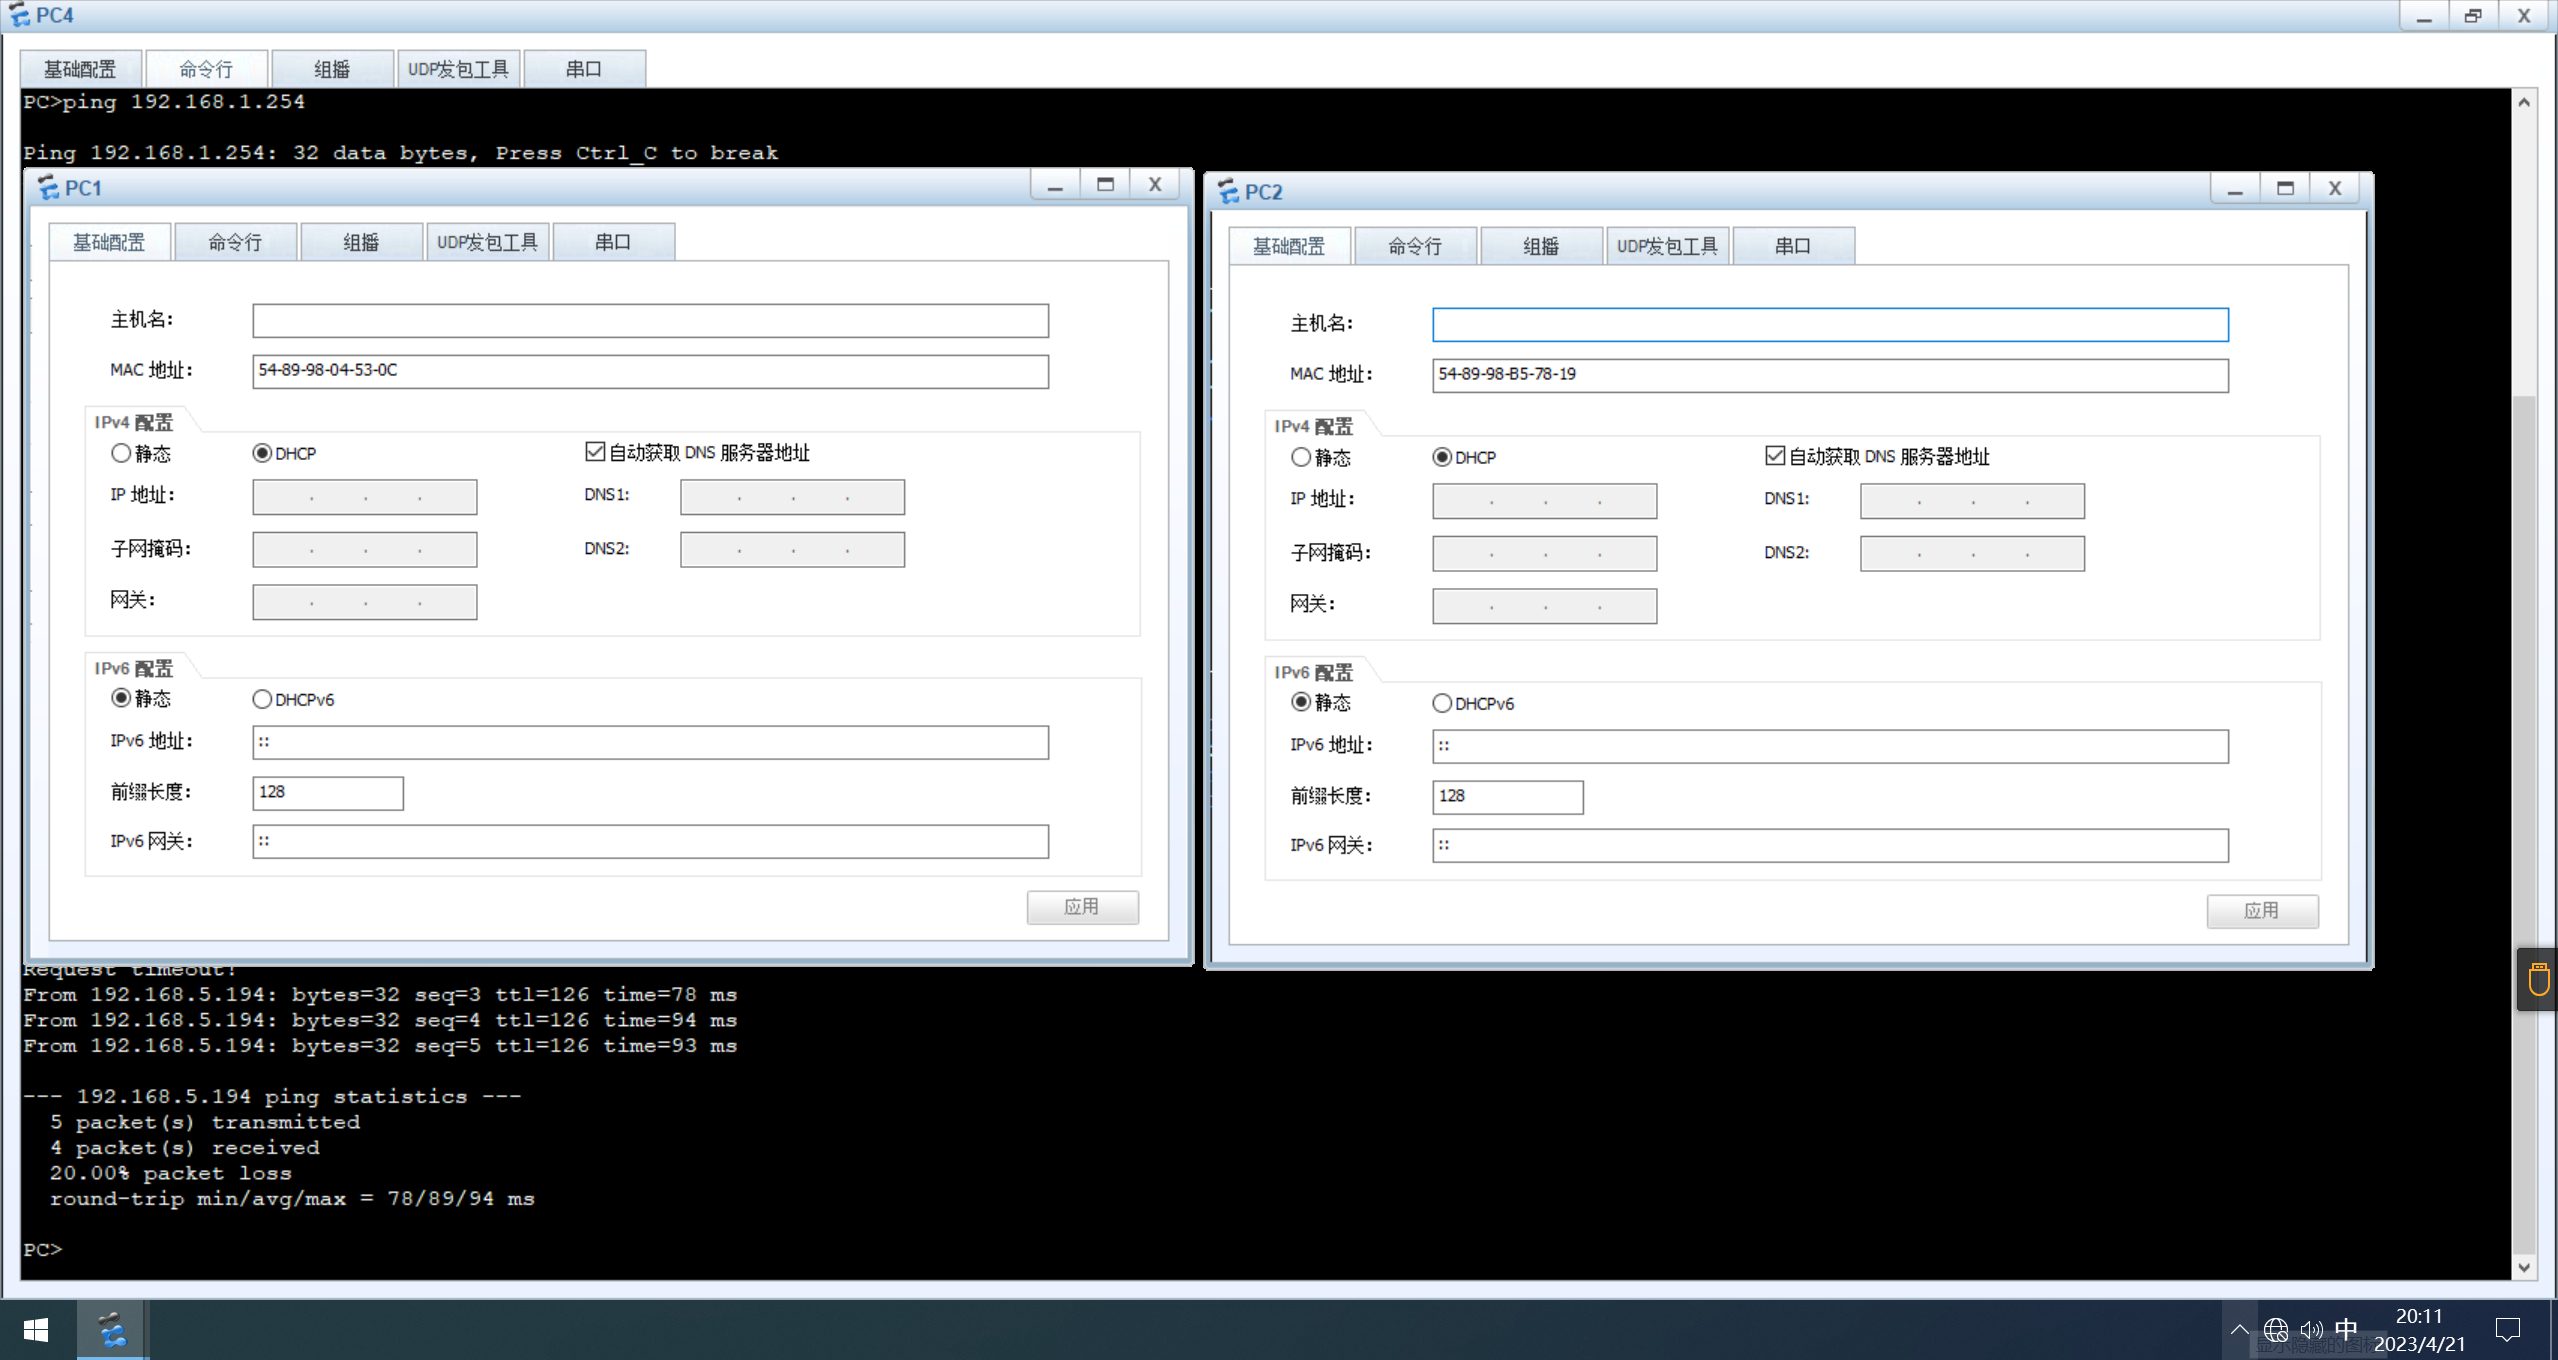 PC4
基础配置 命令行 组播 UDP发包工具 串口
PC>ping 192.168.1.254
Ping 192.168.1.254: 32 data bytes, Press Ctrl_C to break
PC1
基础配置 命令行 组播 UDP发包工具 串口
主机名:
MAC 地址: 54-89-98-04-53-0C
IPv4 配置
静态 DHCP 自动获取 DNS 服务器地址
IP 地址: . . . DNS1: . . .
子网掩码: . . . DNS2: . . .
网关: . . .
IPv6 配置
静态 DHCPv6
IPv6 地址: ::
前缀长度: 128
IPv6 网关: ::
应用
PC2
基础配置 命令行 组播 UDP发包工具 串口
主机名:
MAC 地址: 54-89-98-B5-78-19
IPv4 配置
静态 DHCP 自动获取 DNS 服务器地址
IP 地址: . . . DNS1: . . .
子网掩码: . . . DNS2: . . .
网关: . . .
IPv6 配置
静态 DHCPv6
IPv6 地址: ::
前缀长度: 128
IPv6 网关: ::
应用
Request timeout!
From 192.168.5.194: bytes=32 seq=3 ttl=126 time=78 ms
From 192.168.5.194: bytes=32 seq=4 ttl=126 time=94 ms
From 192.168.5.194: bytes=32 seq=5 ttl=126 time=93 ms
--- 192.168.5.194 ping statistics ---
5 packet(s) transmitted
4 packet(s) received
20.00% packet loss
round-trip min/avg/max = 78/89/94 ms
PC>
中
20:11
显示隐藏的图标
2023/4/21